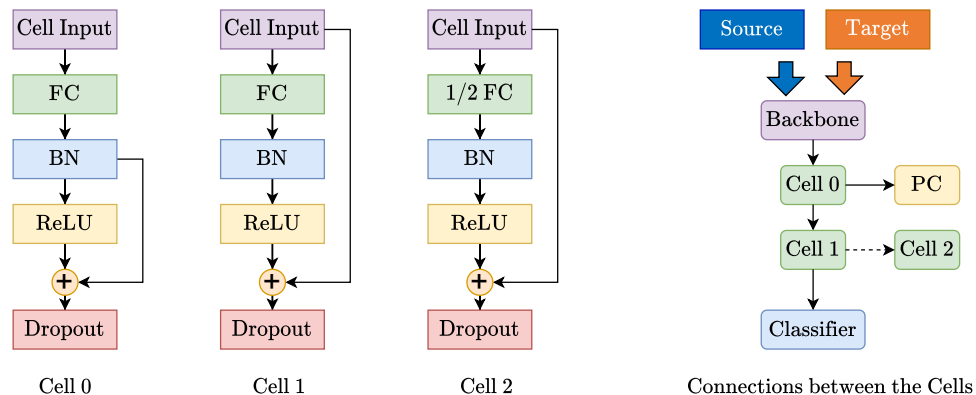 Cell Input
FC
BN
ReLU
+
Dropout
Cell 0
Cell Input
FC
BN
ReLU
+
Dropout
Cell 1
Cell Input
1/2 FC
BN
ReLU
+
Dropout
Cell 2
Source
Target
Backbone
Cell 0
PC
Cell 1
Cell 2
Classifier
Connections between the Cells